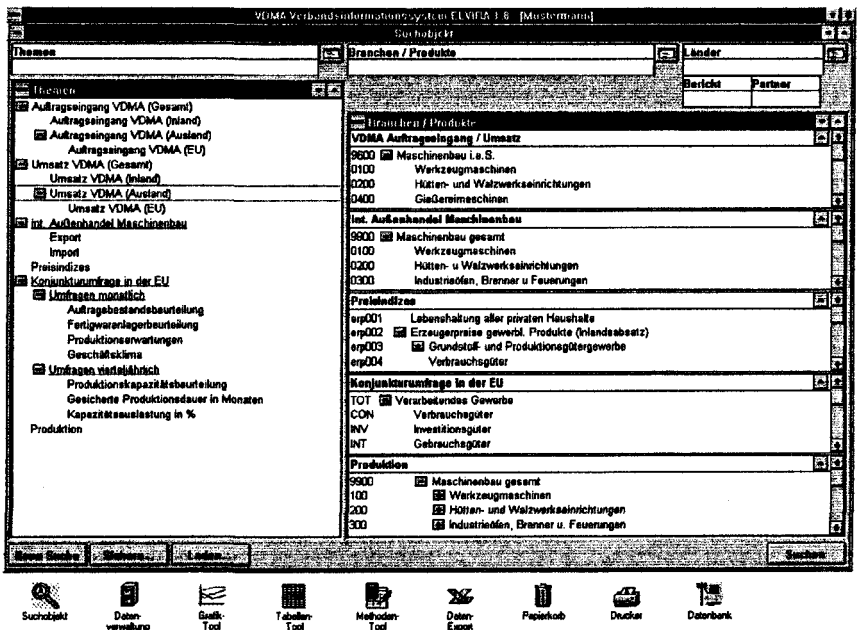 VDMA Verbandsinformationssystem ELVIRA 3.6 - [Mustermann]
Suchobjekt
Themen
Branchen / Produkte
Länder
Bericht Partner
Themen
Auftragseingang VDMA (Gesamt)
Auftragseingang VDMA (Inland)
Auftragseingang VDMA (Ausland)
Auftragseingang VDMA (EU)
Umsatz VDMA (Gesamt)
Umsatz VDMA (Inland)
Umsatz VDMA (Ausland)
Umsatz VDMA (EU)
int. Außenhandel Maschinenbau
Export
Import
Preisindizes
Konjunkturumfrage in der EU
Umfragen monatlich
Auftragsbestandsbeurteilung
Fertigwarenlagerbeurteilung
Produktionserwartungen
Geschäftsklima
Umfragen vierteljährlich
Produktionskapazitätsbeurteilung
Gesicherte Produktionsdauer in Monaten
Kapazitätsauslastung in %
Produktion
Branchen / Produkte
VDMA Auftragseingang / Umsatz
9600 Maschinenbau i.e.S.
0100 Werkzeugmaschinen
0200 Hütten- und Walzwerkseinrichtungen
0400 Gießereimaschinen
Int. Außenhandel Maschinenbau
9900 Maschinenbau gesamt
0100 Werkzeugmaschinen
0200 Hütten- u Walzwerkseinrichtungen
0300 Industrieöfen, Brenner u Feuerungen
Preisindizes
erp001 Lebenshaltung aller privaten Haushalte
erp002 Erzeugerpreise gewerbl. Produkte (Inlandsabsatz)
erp003 Grundstoff- und Produktionsgütergewerbe
erp004 Verbrauchsgüter
Konjunkturumfrage in der EU
TOT Verarbeitendes Gewerbe
CON Verbrauchsgüter
INV Investitionsgüter
INT Gebrauchsgüter
Produktion
9900 Maschinenbau gesamt
100 Werkzeugmaschinen
200 Hütten- und Walzwerkseinrichtungen
300 Industrieöfen, Brenner u. Feuerungen
Neue Suche Sichern... Laden... Suchen
Suchobjekt Daten- Grafik- Tabellen- Methoden- Daten- Papierkorb Drucker Datenbank
verwaltung Tool Tool Tool Export